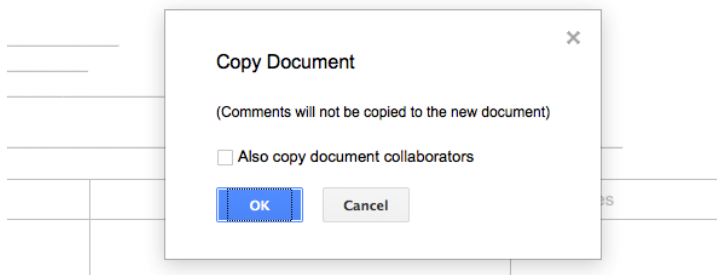 Copy Document
(Comments will not be copied to the new document)
Also copy document collaborators
OK
Cancel